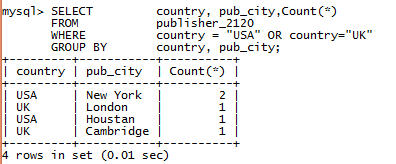 mysql> SELECT country, pub_city,Count(*)
FROM publisher_2120
WHERE country = "USA" OR country="UK"
GROUP BY country, pub_city;
+---------+-----------+----------+
| country | pub_city | Count(*) |
+---------+-----------+----------+
| USA | New York | 2 |
| UK | London | 1 |
| USA | Houstan | 1 |
| UK | Cambridge | 1 |
+---------+-----------+----------+
4 rows in set (0.01 sec)